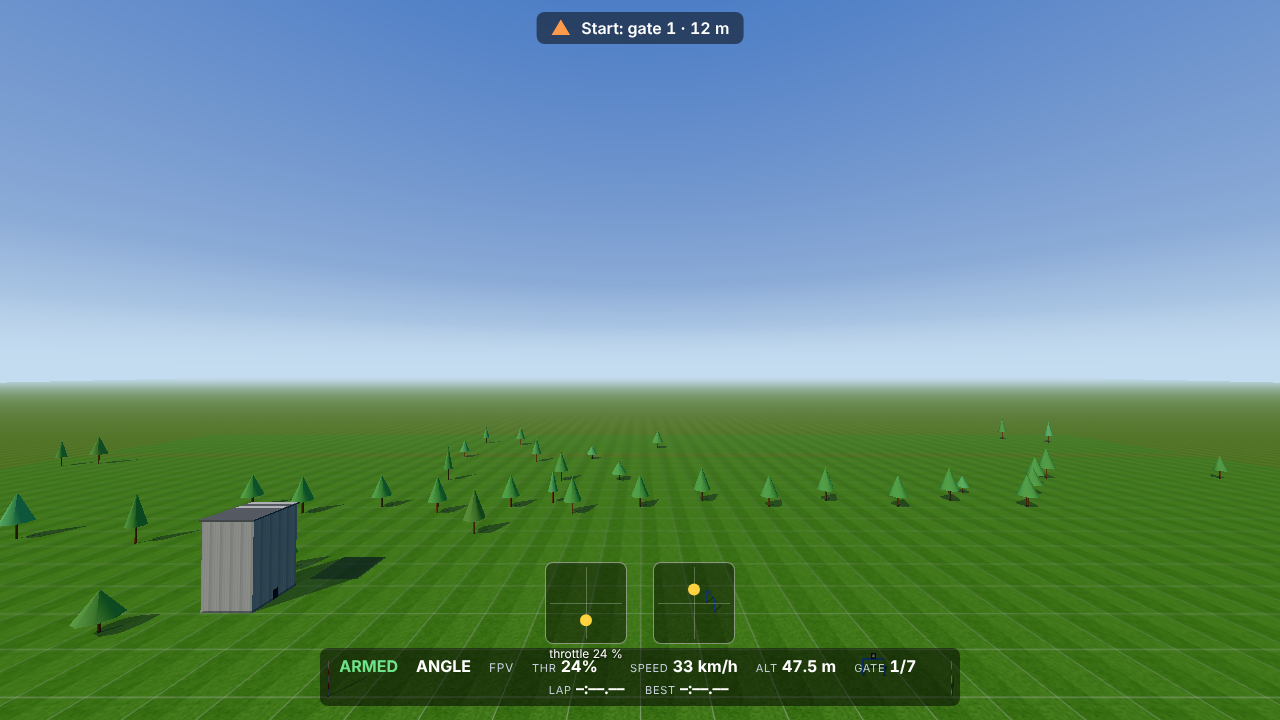 Start: gate 1 · 12 m
throttle 24 %
ARMED ANGLE FPV THR 24% SPEED 33 km/h ALT 47.5 m GATE 1/7
LAP –:––.––– BEST –:––.–––